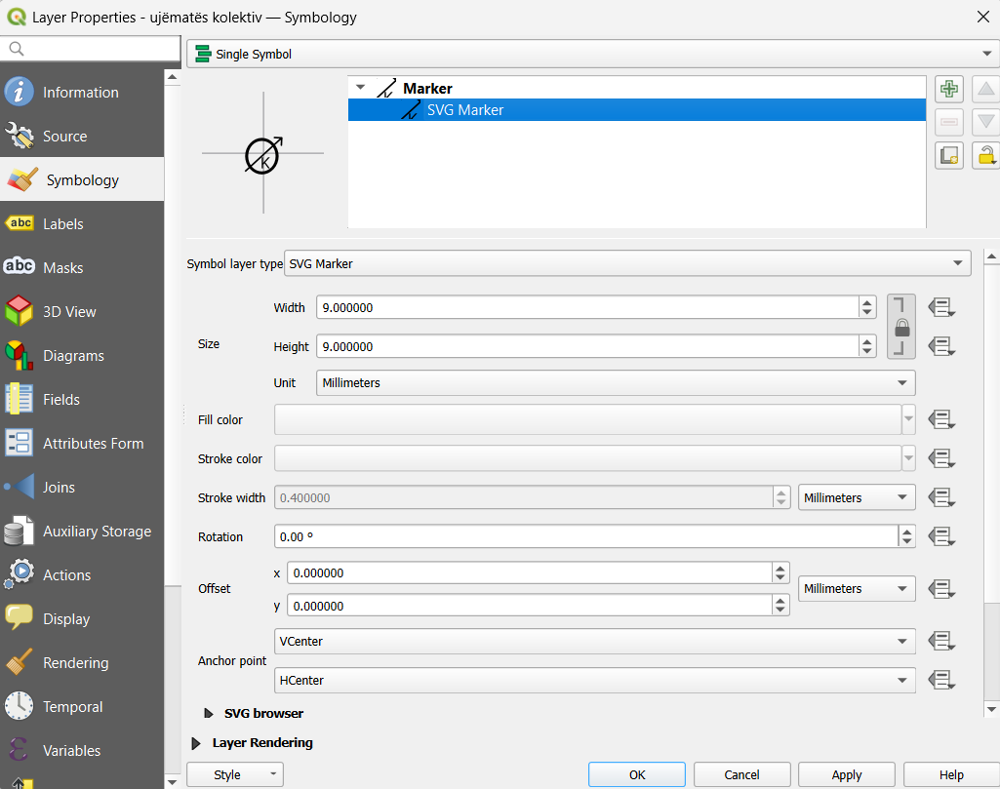 Layer Properties - ujëmatës kolektiv — Symbology
Single Symbol
Information
Source
Symbology
abc Labels
abc Masks
3D View
Diagrams
Fields
Attributes Form
Joins
Auxiliary Storage
Actions
Display
Rendering
Temporal
Variables
K
Marker
SVG Marker
Symbol layer type SVG Marker
Size
Width 9.000000
Height 9.000000
Unit Millimeters
Fill color
Stroke color
Stroke width 0.400000 Millimeters
Rotation 0.00 °
Offset
x 0.000000
y 0.000000
Millimeters
Anchor point
VCenter
HCenter
SVG browser
Layer Rendering
Style OK Cancel Apply Help